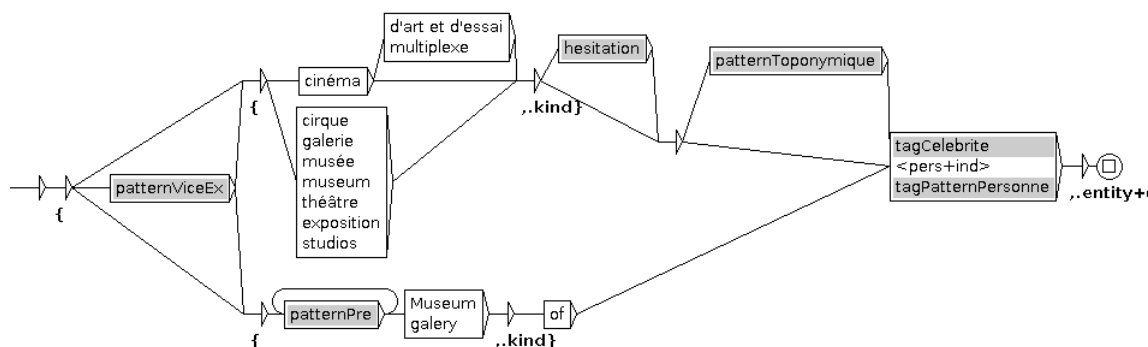 d'art et d'essai
multiplexe
hesitation
patternToponymique
cinéma
{
,.kind}
cirque
galerie
musée
museum
théâtre
exposition
studios
tagCelebrite
<pers+ind>
tagPatternPersonne
patternViceEx
{
,.entity+e
patternPre
Museum
galery
of
{
,.kind}